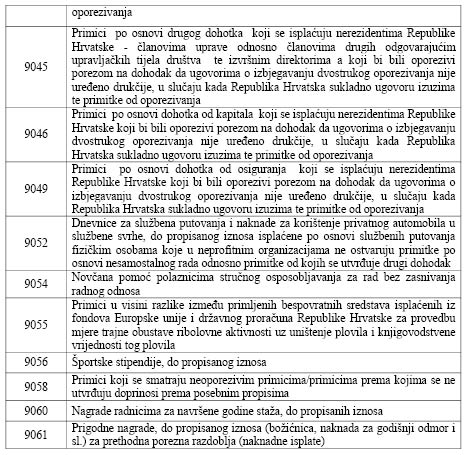 oporezivanja
Primici po osnovi drugog dohotka koji se isplaćuju nerezidentima Republike
Hrvatske - članovima uprave odnosno članovima drugih odgovarajućim
upravljačkih tijela društva te izvršnim direktorima a koji bi bili oporezivi
9045
porezom na dohodak da ugovorima o izbjegavanju dvostrukog oporezivanja nije
uređeno drukčije, u slučaju kada Republika Hrvatska sukladno ugovoru izuzima
te primitke od oporezivanja
Primici po osnovi dohotka od kapitala koji se isplaćuju nerezidentima Republike
9046
Hrvatske koji bi bili oporezivi porezom na dohodak da ugovorima o izbjegavanju
dvostrukog oporezivanja nije uređeno drukčije, u slučaju kada Republika
Hrvatska sukladno ugovoru izuzima te primitke od oporezivanja
Primici po osnovi dohotka od osiguranja koji se isplaćuju nerezidentima
9049
Republike Hrvatske koji bi bili oporezivi porezom na dohodak da ugovorima o
izbjegavanju dvostrukog oporezivanja nije uređeno drukčije, u slučaju kada
Republika Hrvatska sukladno ugovoru izuzima te primitke od oporezivanja
Dnevnice za službena putovanja i naknade za korištenje privatnog automobila u
9052
službene svrhe, do propisanog iznosa isplaćene po osnovi službenih putovanja
fizičkim osobama koje u neprofitnim organizacijama ne ostvaruju primitke po
osnovi nesamostalnog rada odnosno primitke od kojih se utvrđuje drugi dohodak
9054
Novčana pomoć polaznicima stručnog osposobljavanja za rad bez zasnivanja
radnog odnosa
Primici u visini razlike između primljenih bespovratnih sredstava isplaćenih iz
9055
fondova Europske unije i državnog proračuna Republike Hrvatske za provedbu
mjere trajne obustave ribolovne aktivnosti uz uništenje plovila i knjigovodstvene
vrijednosti tog plovila
9056
Športske stipendije, do propisanog iznosa
9058
Primici koji se smatraju neoporezivim primicima/primicima prema kojima se ne
utvrđuju doprinosi prema posebnim propisima
9060
Nagrade radnicima za navršene godine staža, do propisanih iznosa
9061
Prigodne nagrade, do propisanog iznosa (božićnica, naknada za godišnji odmor i
sl.) za prethodna porezna razdoblja (naknadne isplate)